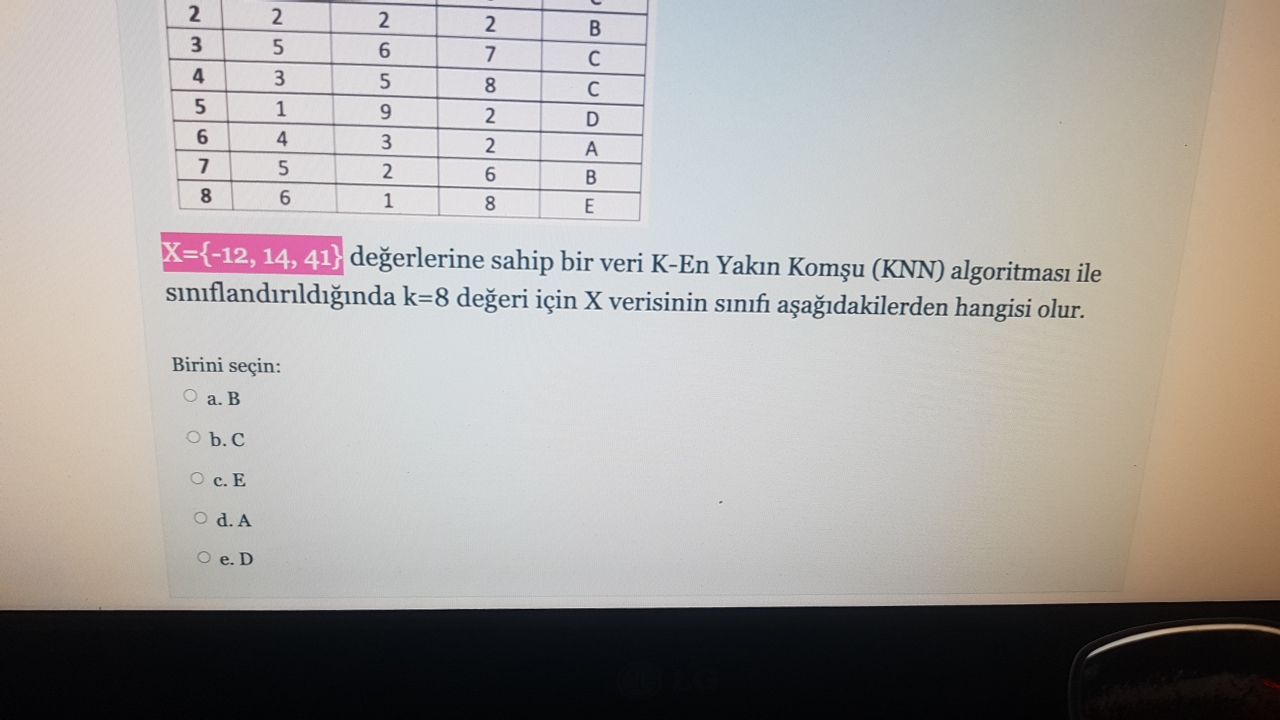 2 2 2 2 B
3 5 6 7 C
4 3 5 8 C
5 1 9 2 D
6 4 3 2 A
7 5 2 6 B
8 6 1 8 E
X={-12, 14, 41} değerlerine sahip bir veri K-En Yakın Komşu (KNN) algoritması ile
sınıflandırıldığında k=8 değeri için X verisinin sınıfı aşağıdakilerden hangisi olur.
Birini seçin:
a. B
b. C
c. E
d. A
e. D
LG